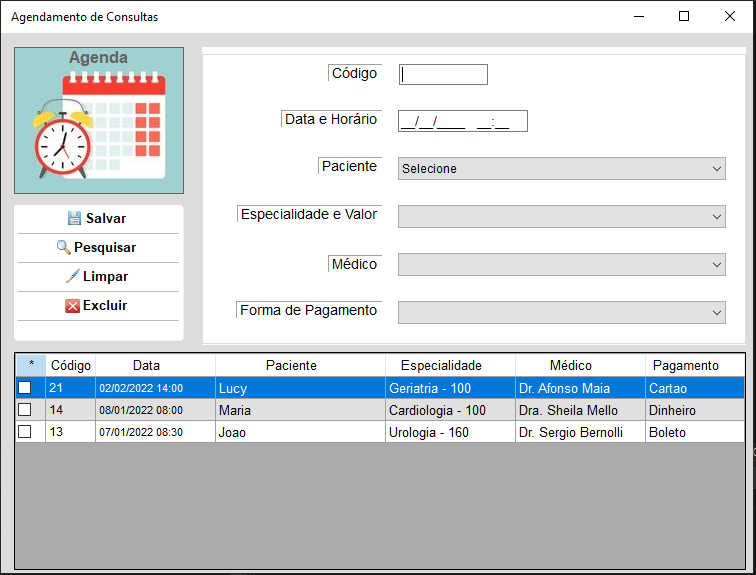 Agendamento de Consultas
Agenda
Código
Data e Horário
__/__/____ __:__
Paciente
Selecione
Especialidade e Valor
Médico
Forma de Pagamento
Salvar
Pesquisar
Limpar
Excluir
* Código Data Paciente Especialidade Médico Pagamento
21 02/02/2022 14:00 Lucy Geriatria - 100 Dr. Afonso Maia Cartao
14 08/01/2022 08:00 Maria Cardiologia - 100 Dra. Sheila Mello Dinheiro
13 07/01/2022 08:30 Joao Urologia - 160 Dr. Sergio Bernolli Boleto